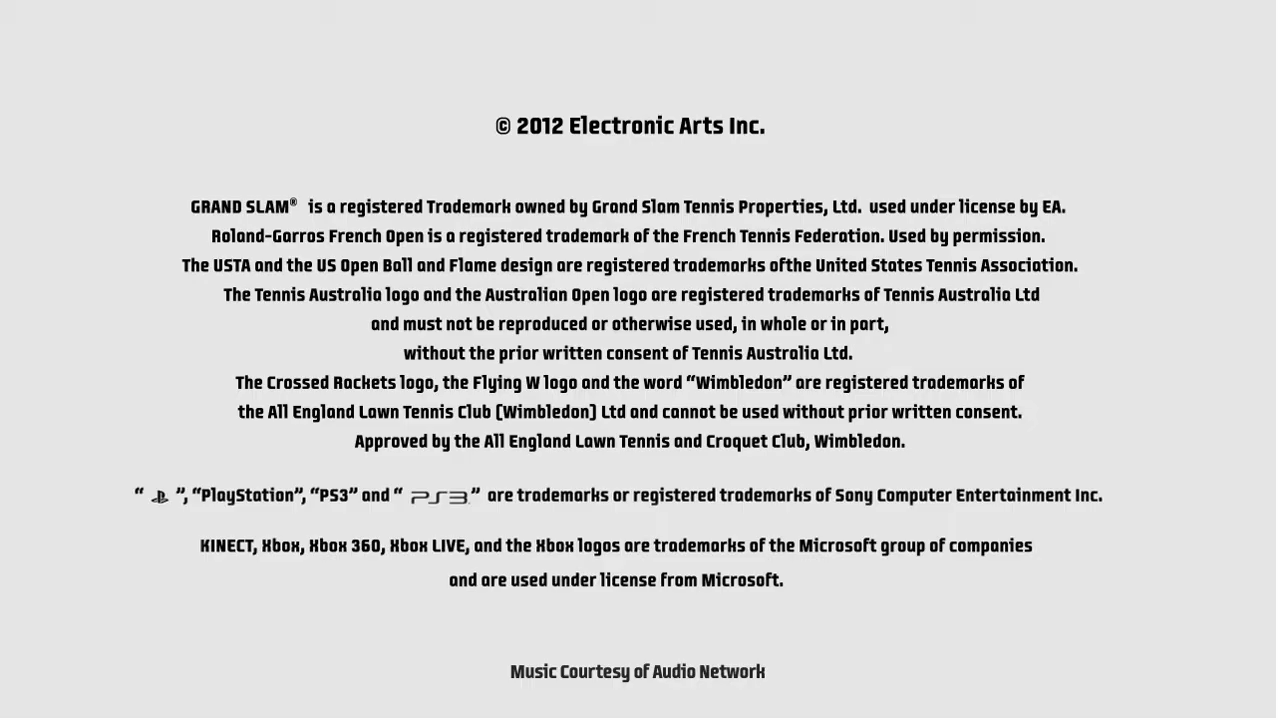 © 2012 Electronic Arts Inc.
GRAND SLAM® is a registered Trademark owned by Grand Slam Tennis Properties, Ltd. used under license by EA.
Roland-Garros French Open is a registered trademark of the French Tennis Federation. Used by permission.
The USTA and the US Open Ball and Flame design are registered trademarks ofthe United States Tennis Association.
The Tennis Australia logo and the Australian Open logo are registered trademarks of Tennis Australia Ltd
and must not be reproduced or otherwise used, in whole or in part,
without the prior written consent of Tennis Australia Ltd.
The Crossed Rackets logo, the Flying W logo and the word “Wimbledon” are registered trademarks of
the All England Lawn Tennis Club (Wimbledon) Ltd and cannot be used without prior written consent.
Approved by the All England Lawn Tennis and Croquet Club, Wimbledon.
“ ”, “PlayStation”, “PS3” and “ PS3 ” are trademarks or registered trademarks of Sony Computer Entertainment Inc.
KINECT, Xbox, Xbox 360, Xbox LIVE, and the Xbox logos are trademarks of the Microsoft group of companies
and are used under license from Microsoft.
Music Courtesy of Audio Network